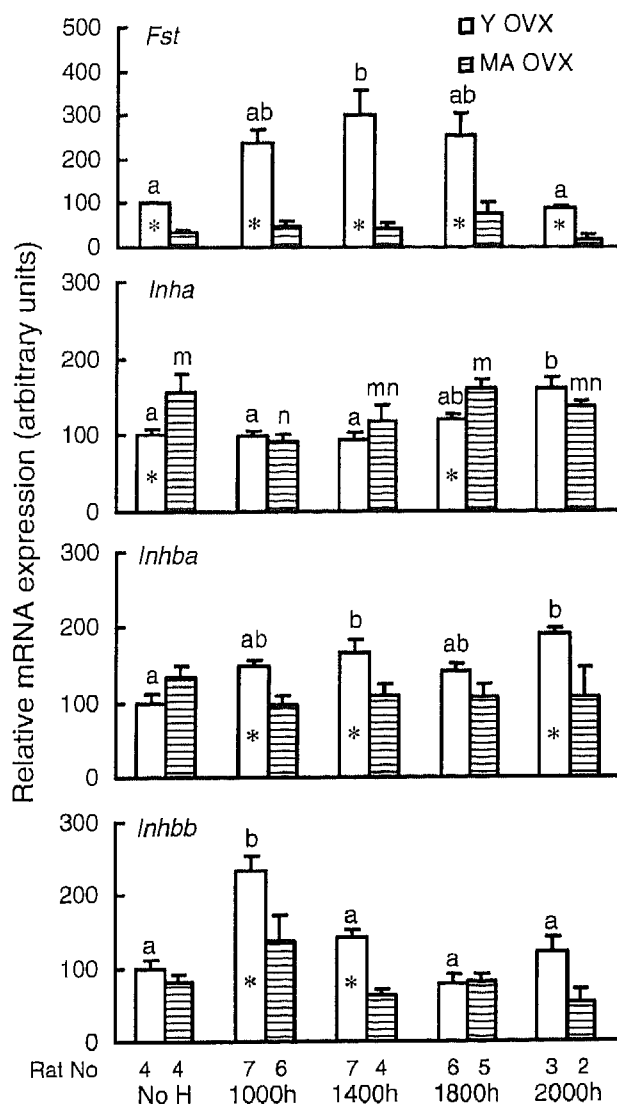 Relative mRNA expression (arbitrary units)
Y OVX
MA OVX
Fst
500
400
300
200
100
0
a ab b ab a
* * * * *
Inha
300
200
100
0
a m a n a mn ab m b mn
* *
Inhba
300
200
100
0
a ab b ab b
* * *
Inhbb
300
200
100
0
a b a a a
* *
Rat No 4 4 7 6 7 4 6 5 3 2
No H 1000h 1400h 1800h 2000h